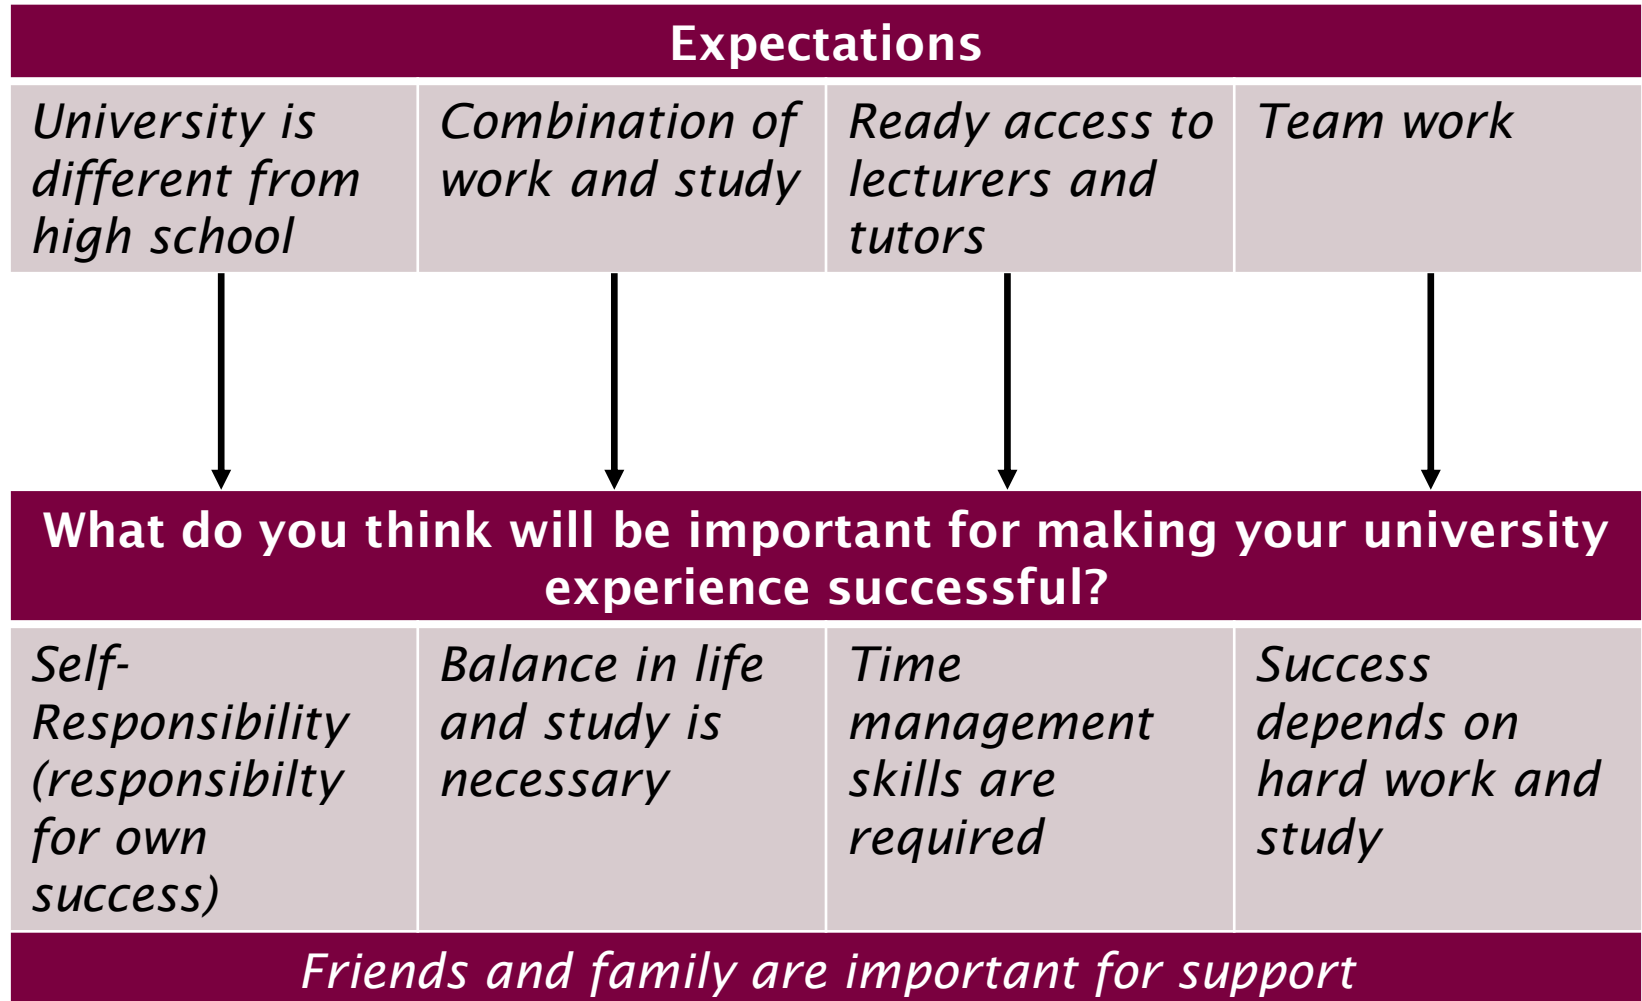 Expectations
University is
different from
high school
Combination of
work and study
Ready access to
lecturers and
tutors
Team work
What do you think will be important for making your university
experience successful?
Self-
Responsibility
(responsibilty
for own
success)
Balance in life
and study is
necessary
Time
management
skills are
required
Success
depends on
hard work and
study
Friends and family are important for support